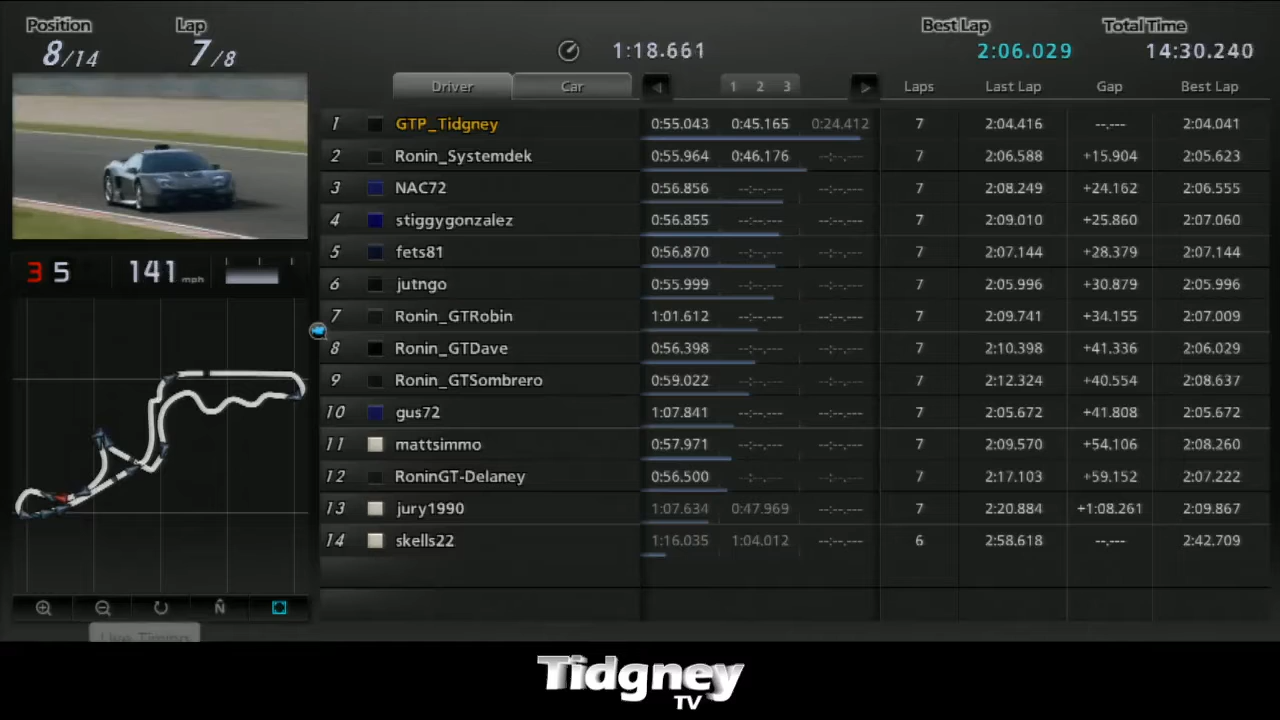 Position Lap Best Lap Total Time
8/14 7/8 1:18.661 2:06.029 14:30.240
Driver Car 1 2 3 Laps Last Lap Gap Best Lap
1 GTP_Tidgney 0:55.043 0:45.165 0:24.412 7 2:04.416 --.--- 2:04.041
2 Ronin_Systemdek 0:55.964 0:46.176 --:--.--- 7 2:06.588 +15.904 2:05.623
3 NAC72 0:56.856 --:--.--- --:--.--- 7 2:08.249 +24.162 2:06.555
4 stiggygonzalez 0:56.855 --:--.--- --:--.--- 7 2:09.010 +25.860 2:07.060
5 fets81 0:56.870 --:--.--- --:--.--- 7 2:07.144 +28.379 2:07.144
6 jutngo 0:55.999 --:--.--- --:--.--- 7 2:05.996 +30.879 2:05.996
7 Ronin_GTRobin 1:01.612 --:--.--- --:--.--- 7 2:09.741 +34.155 2:07.009
8 Ronin_GTDave 0:56.398 --:--.--- --:--.--- 7 2:10.398 +41.336 2:06.029
9 Ronin_GTSombrero 0:59.022 --:--.--- --:--.--- 7 2:12.324 +40.554 2:08.637
10 gus72 1:07.841 --:--.--- --:--.--- 7 2:05.672 +41.808 2:05.672
11 mattsimmo 0:57.971 --:--.--- --:--.--- 7 2:09.570 +54.106 2:08.260
12 RoninGT-Delaney 0:56.500 --:--.--- --:--.--- 7 2:17.103 +59.152 2:07.222
13 jury1990 1:07.634 0:47.969 --:--.--- 7 2:20.884 +1:08.261 2:09.867
14 skells22 1:16.035 1:04.012 --:--.--- 6 2:58.618 --.--- 2:42.709
3 5 141 mph
N
Live Timing
Tidgney
TV